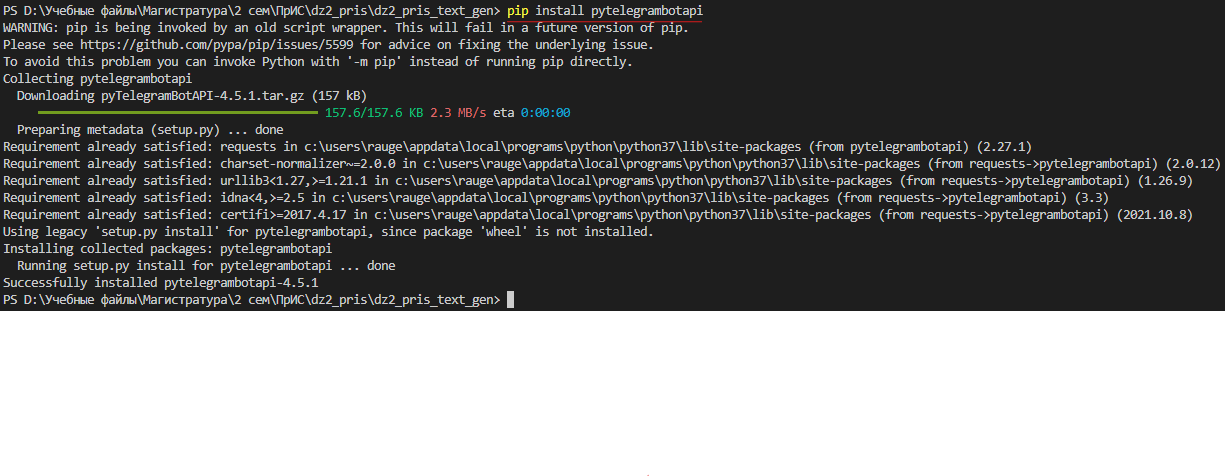 PS D:\Учебные файлы\Магистратура\2 сем\ПрИС\dz2_pris\dz2_pris_text_gen> pip install pytelegrambotapi
WARNING: pip is being invoked by an old script wrapper. This will fail in a future version of pip.
Please see https://github.com/pypa/pip/issues/5599 for advice on fixing the underlying issue.
To avoid this problem you can invoke Python with '-m pip' instead of running pip directly.
Collecting pytelegrambotapi
  Downloading pyTelegramBotAPI-4.5.1.tar.gz (157 kB)
157.6/157.6 KB 2.3 MB/s eta 0:00:00
  Preparing metadata (setup.py) ... done
Requirement already satisfied: requests in c:\users\rauge\appdata\local\programs\python\python37\lib\site-packages (from pytelegrambotapi) (2.27.1)
Requirement already satisfied: charset-normalizer~=2.0.0 in c:\users\rauge\appdata\local\programs\python\python37\lib\site-packages (from requests->pytelegrambotapi) (2.0.12)
Requirement already satisfied: urllib3<1.27,>=1.21.1 in c:\users\rauge\appdata\local\programs\python\python37\lib\site-packages (from requests->pytelegrambotapi) (1.26.9)
Requirement already satisfied: idna<4,>=2.5 in c:\users\rauge\appdata\local\programs\python\python37\lib\site-packages (from requests->pytelegrambotapi) (3.3)
Requirement already satisfied: certifi>=2017.4.17 in c:\users\rauge\appdata\local\programs\python\python37\lib\site-packages (from requests->pytelegrambotapi) (2021.10.8)
Using legacy 'setup.py install' for pytelegrambotapi, since package 'wheel' is not installed.
Installing collected packages: pytelegrambotapi
  Running setup.py install for pytelegrambotapi ... done
Successfully installed pytelegrambotapi-4.5.1
PS D:\Учебные файлы\Магистратура\2 сем\ПрИС\dz2_pris\dz2_pris_text_gen>